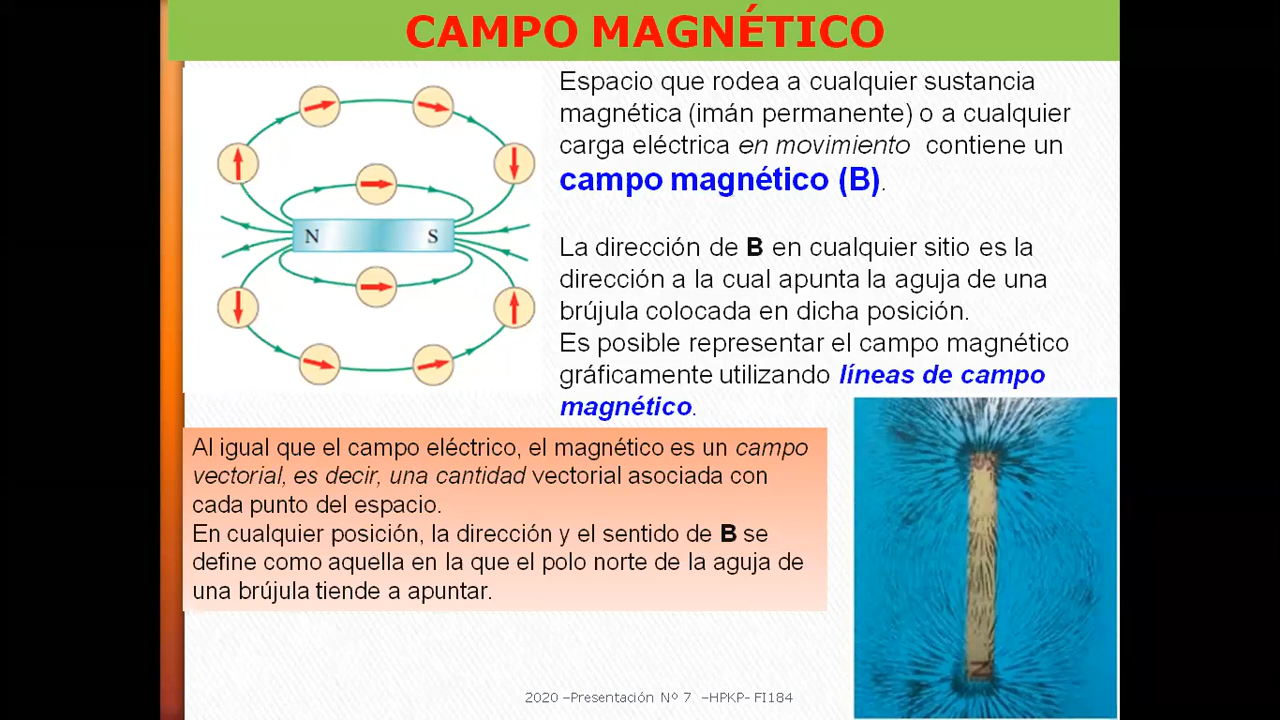 CAMPO MAGNÉTICO
Espacio que rodea a cualquier sustancia
magnética (imán permanente) o a cualquier
carga eléctrica en movimiento contiene un
campo magnético (B).
N S
La dirección de B en cualquier sitio es la
dirección a la cual apunta la aguja de una
brújula colocada en dicha posición.
Es posible representar el campo magnético
gráficamente utilizando líneas de campo
magnético.
Al igual que el campo eléctrico, el magnético es un campo
vectorial, es decir, una cantidad vectorial asociada con
cada punto del espacio.
En cualquier posición, la dirección y el sentido de B se
define como aquella en la que el polo norte de la aguja de
una brújula tiende a apuntar.
S
N
2020 –Presentación Nº 7 –HPKP- FI184